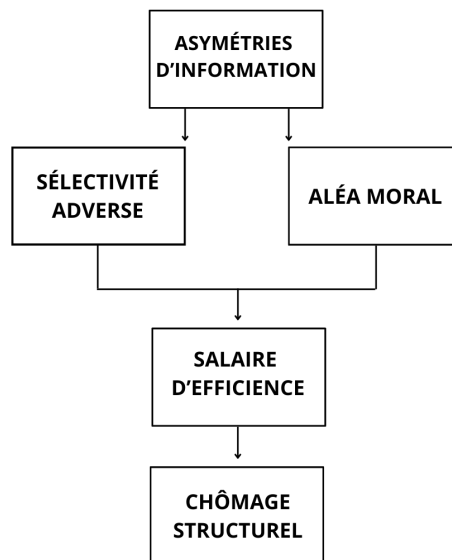 ASYMÉTRIES
D’INFORMATION
SÉLECTIVITÉ
ADVERSE
ALÉA MORAL
SALAIRE
D’EFFICIENCE
CHÔMAGE
STRUCTUREL